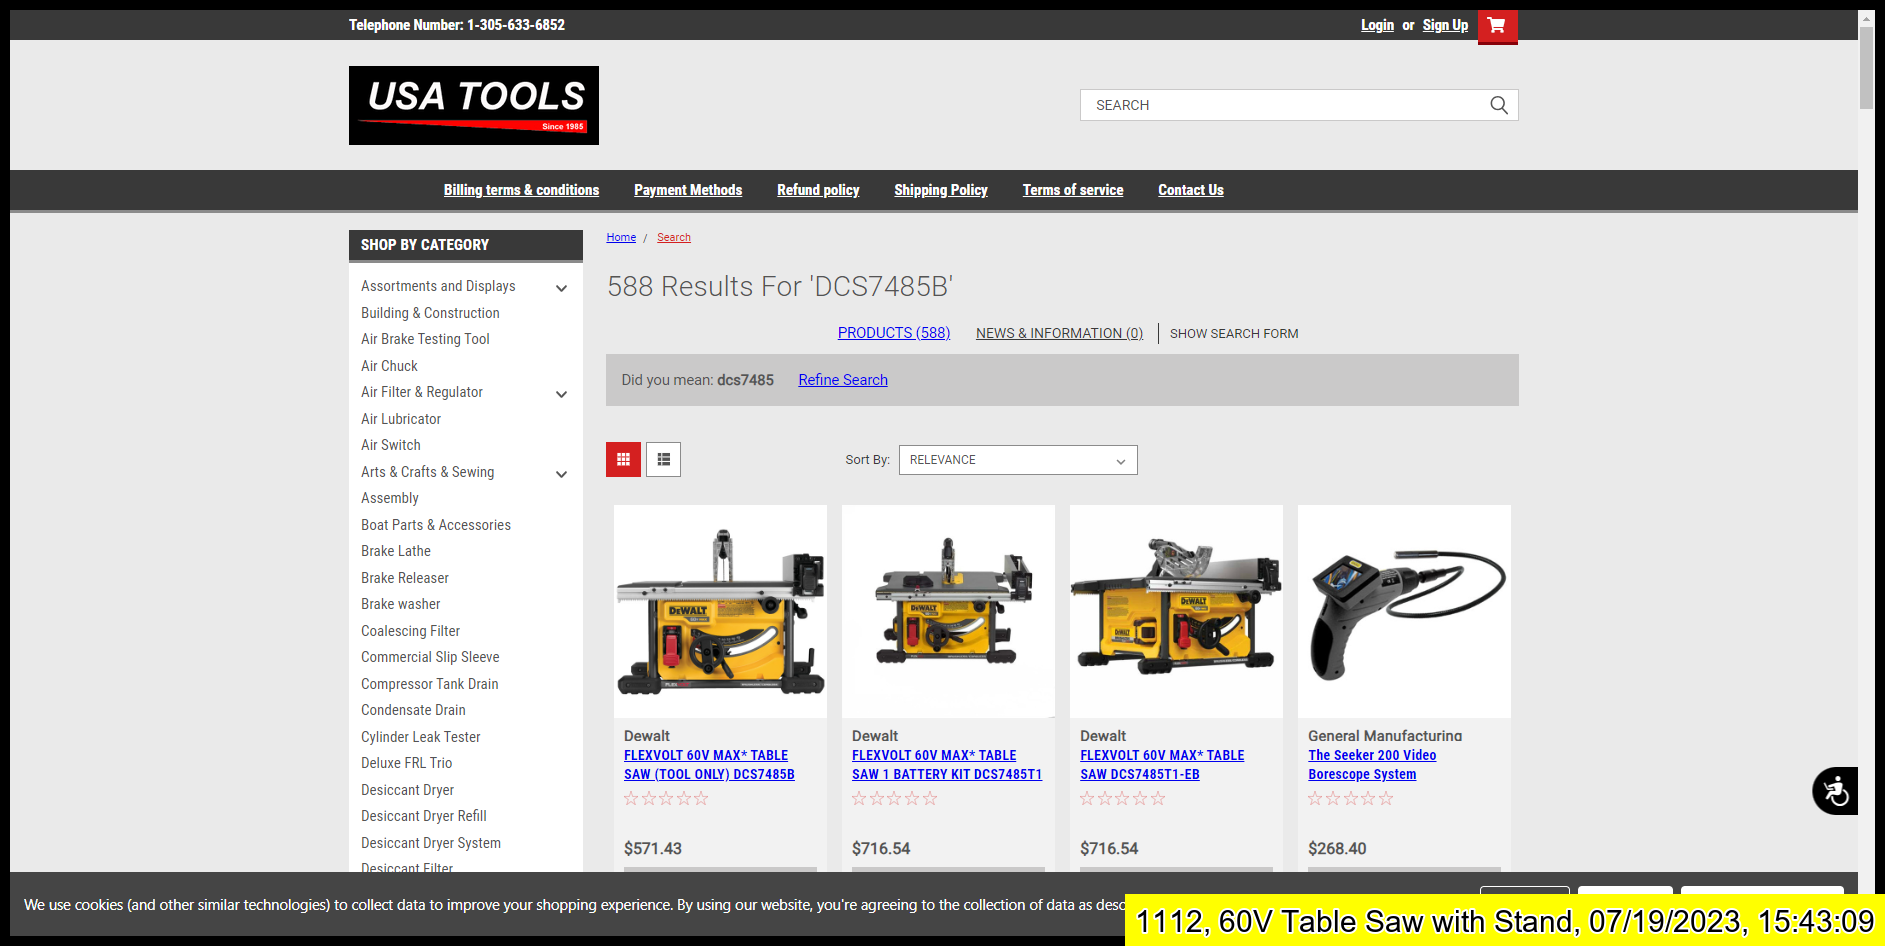 Telephone Number: 1-305-633-6852
Login or Sign Up
USA TOOLS
Since 1985
SEARCH
Billing terms & conditions
Payment Methods
Refund policy
Shipping Policy
Terms of service
Contact Us
SHOP BY CATEGORY
Assortments and Displays
Building & Construction
Air Brake Testing Tool
Air Chuck
Air Filter & Regulator
Air Lubricator
Air Switch
Arts & Crafts & Sewing
Assembly
Boat Parts & Accessories
Brake Lathe
Brake Releaser
Brake washer
Coalescing Filter
Commercial Slip Sleeve
Compressor Tank Drain
Condensate Drain
Cylinder Leak Tester
Deluxe FRL Trio
Desiccant Dryer
Desiccant Dryer Refill
Desiccant Dryer System
Desiccant Filter
Home / Search
588 Results For 'DCS7485B'
PRODUCTS (588)
NEWS & INFORMATION (0)
SHOW SEARCH FORM
Did you mean: dcs7485 Refine Search
Sort By: RELEVANCE
DEWALT
DEWALT
DEWALT
DEWALT
Dewalt
FLEXVOLT 60V MAX* TABLE
SAW (TOOL ONLY) DCS7485B
$571.43
Dewalt
FLEXVOLT 60V MAX* TABLE
SAW 1 BATTERY KIT DCS7485T1
$716.54
Dewalt
FLEXVOLT 60V MAX* TABLE
SAW DCS7485T1-EB
$716.54
General Manufacturing
The Seeker 200 Video
Borescope System
$268.40
We use cookies (and other similar technologies) to collect data to improve your shopping experience. By using our website, you're agreeing to the collection of data as desc
1112, 60V Table Saw with Stand, 07/19/2023, 15:43:09